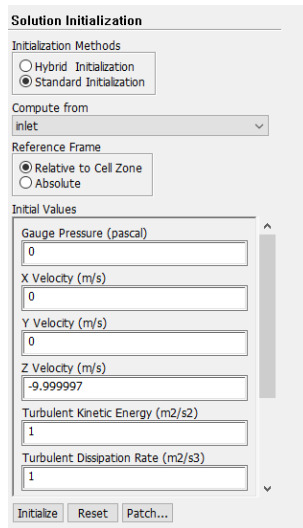 Solution Initialization
Initialization Methods
Hybrid Initialization
Standard Initialization
Compute from
inlet
Reference Frame
Relative to Cell Zone
Absolute
Initial Values
Gauge Pressure (pascal)
0
X Velocity (m/s)
0
Y Velocity (m/s)
0
Z Velocity (m/s)
-9.999997
Turbulent Kinetic Energy (m2/s2)
1
Turbulent Dissipation Rate (m2/s3)
1
Initialize Reset Patch...